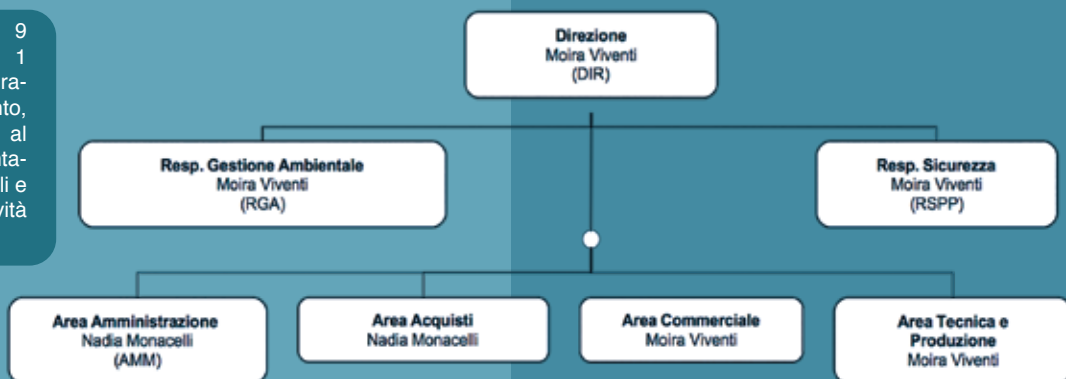 9
1
ra-
nto,
al
nta-
li e
vità
Direzione
Moira Viventi
(DIR)
Resp. Gestione Ambientale
Moira Viventi
(RGA)
Resp. Sicurezza
Moira Viventi
(RSPP)
Area Amministrazione
Nadia Monacelli
(AMM)
Area Acquisti
Nadia Monacelli
Area Commerciale
Moira Viventi
Area Tecnica e
Produzione
Moira Viventi